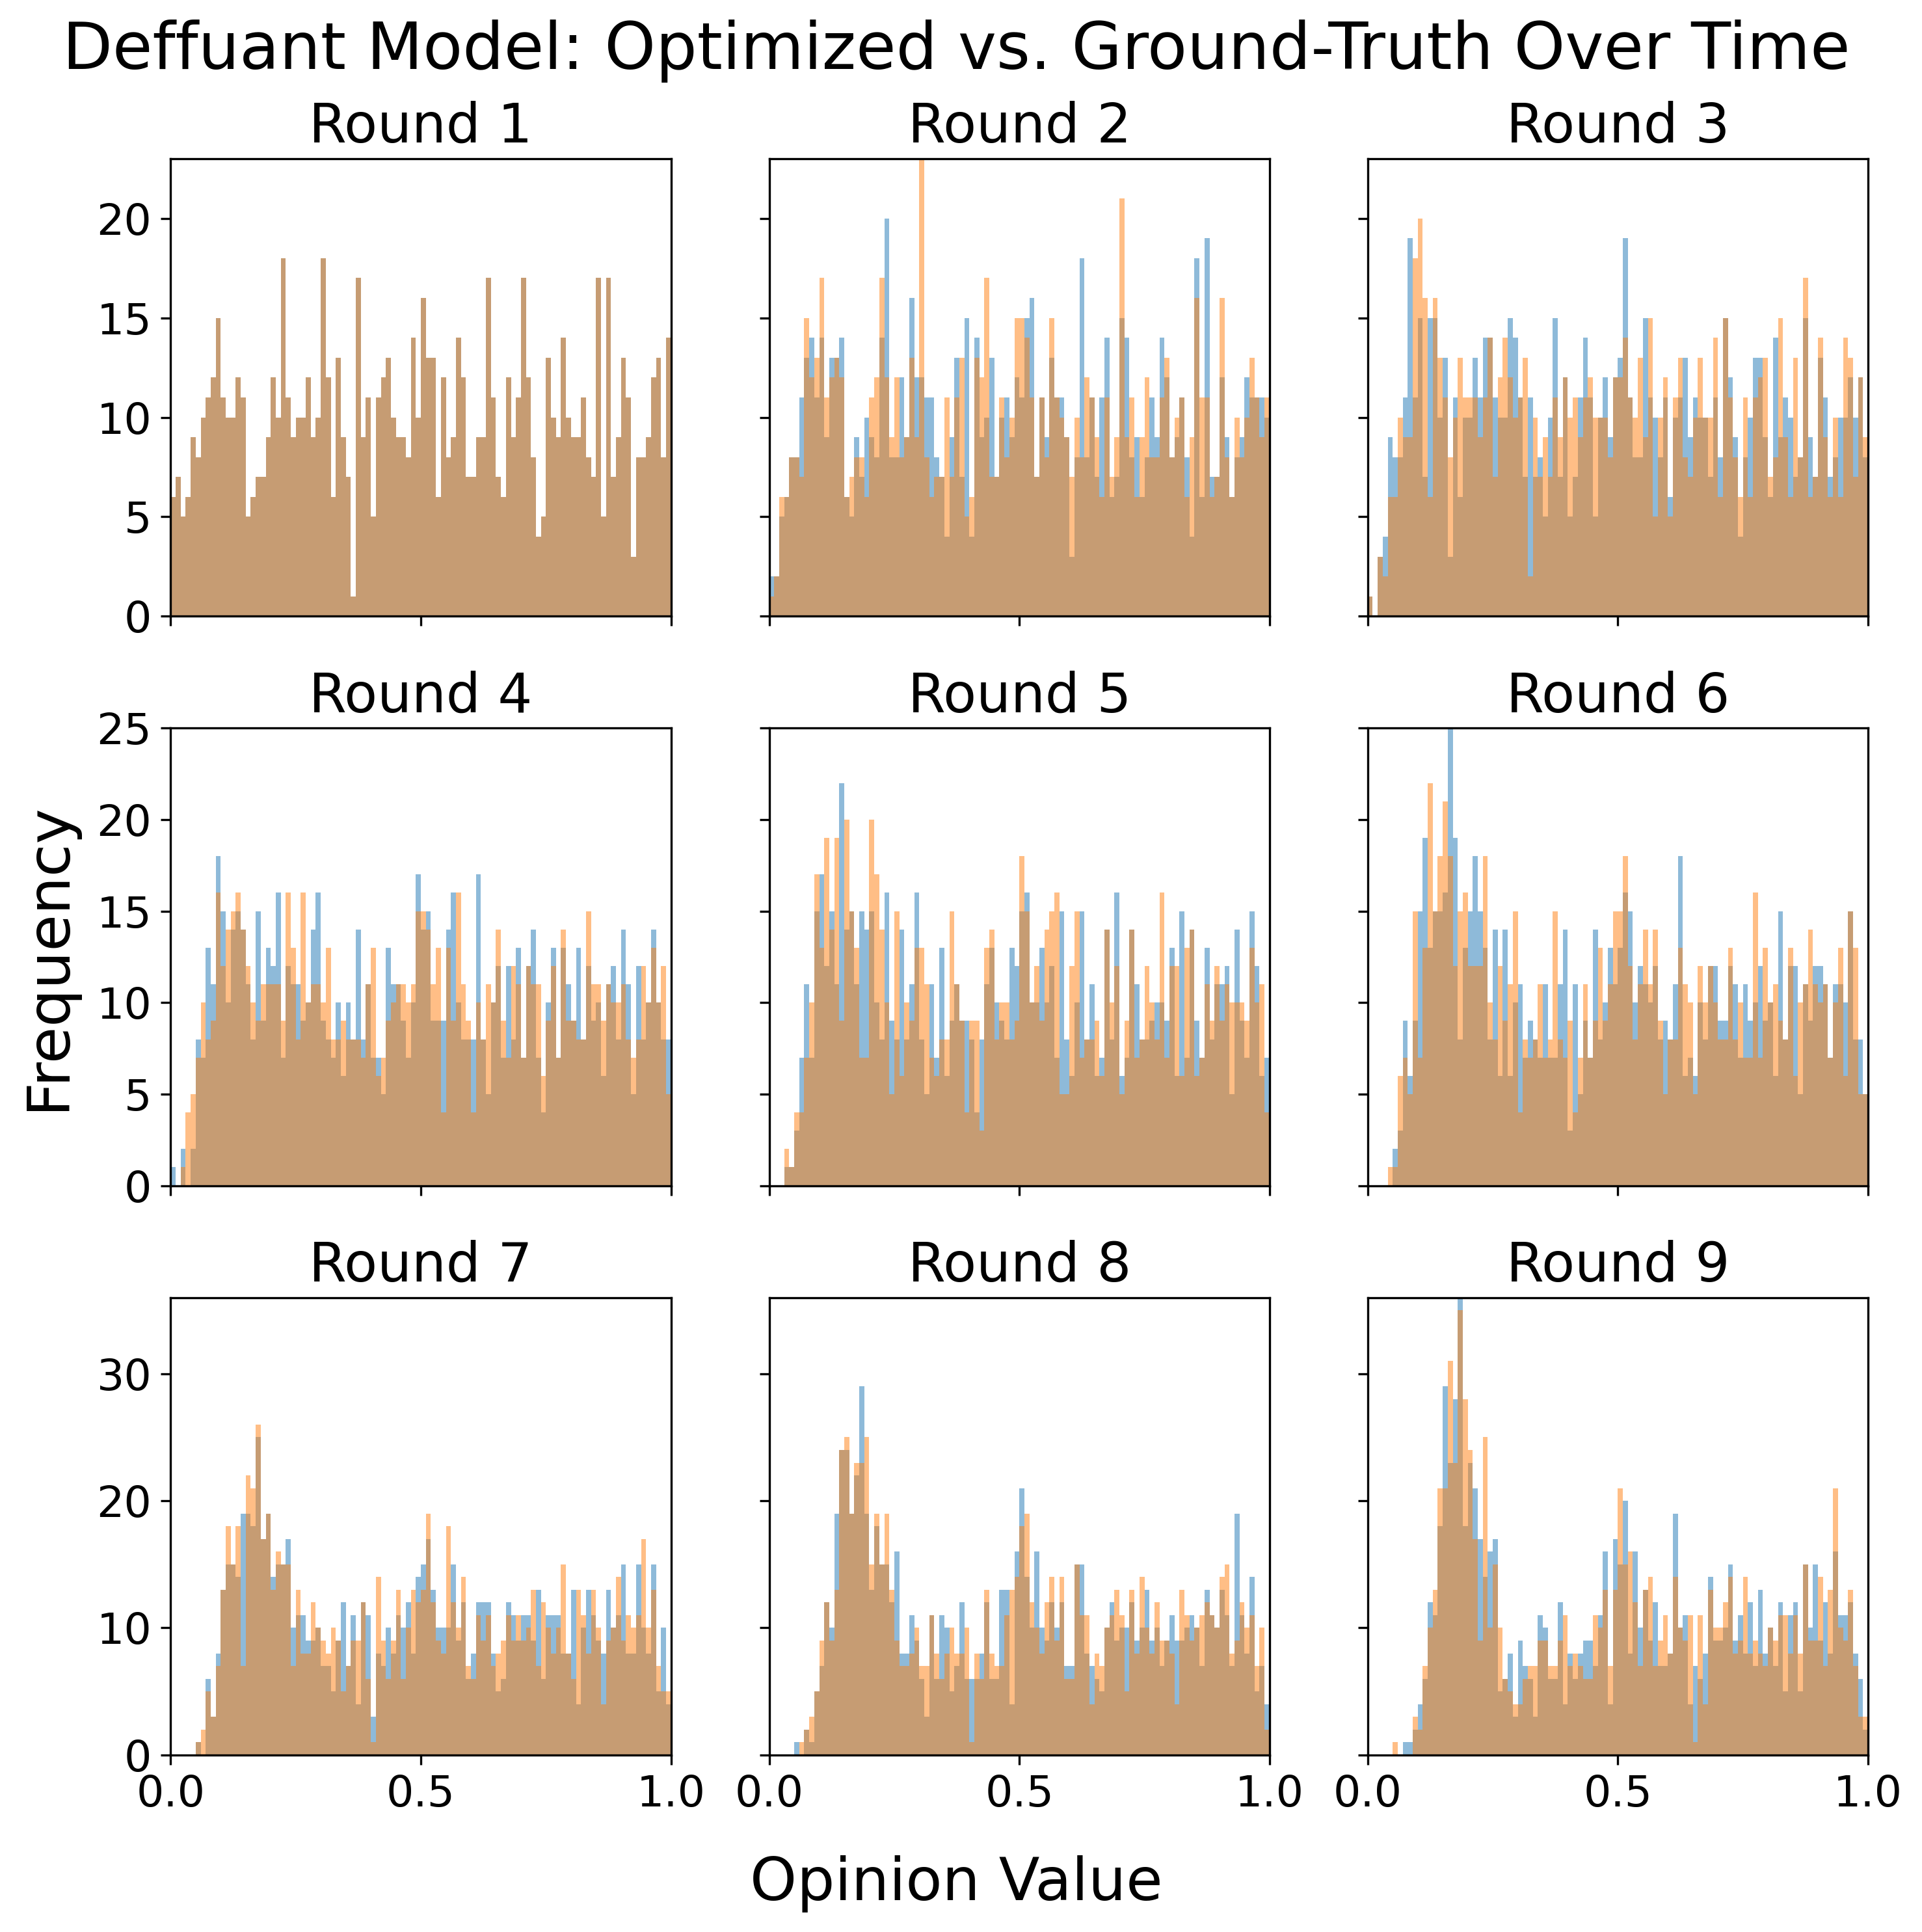 Deffuant Model: Optimized vs. Ground-Truth Over Time
Round 1
Round 2
Round 3
20
15
10
5
0
Round 4
Round 5
Round 6
25
20
15
10
5
0
Frequency
Round 7
Round 8
Round 9
30
20
10
0
0.0 0.5 1.0
0.0 0.5 1.0
0.0 0.5 1.0
Opinion Value